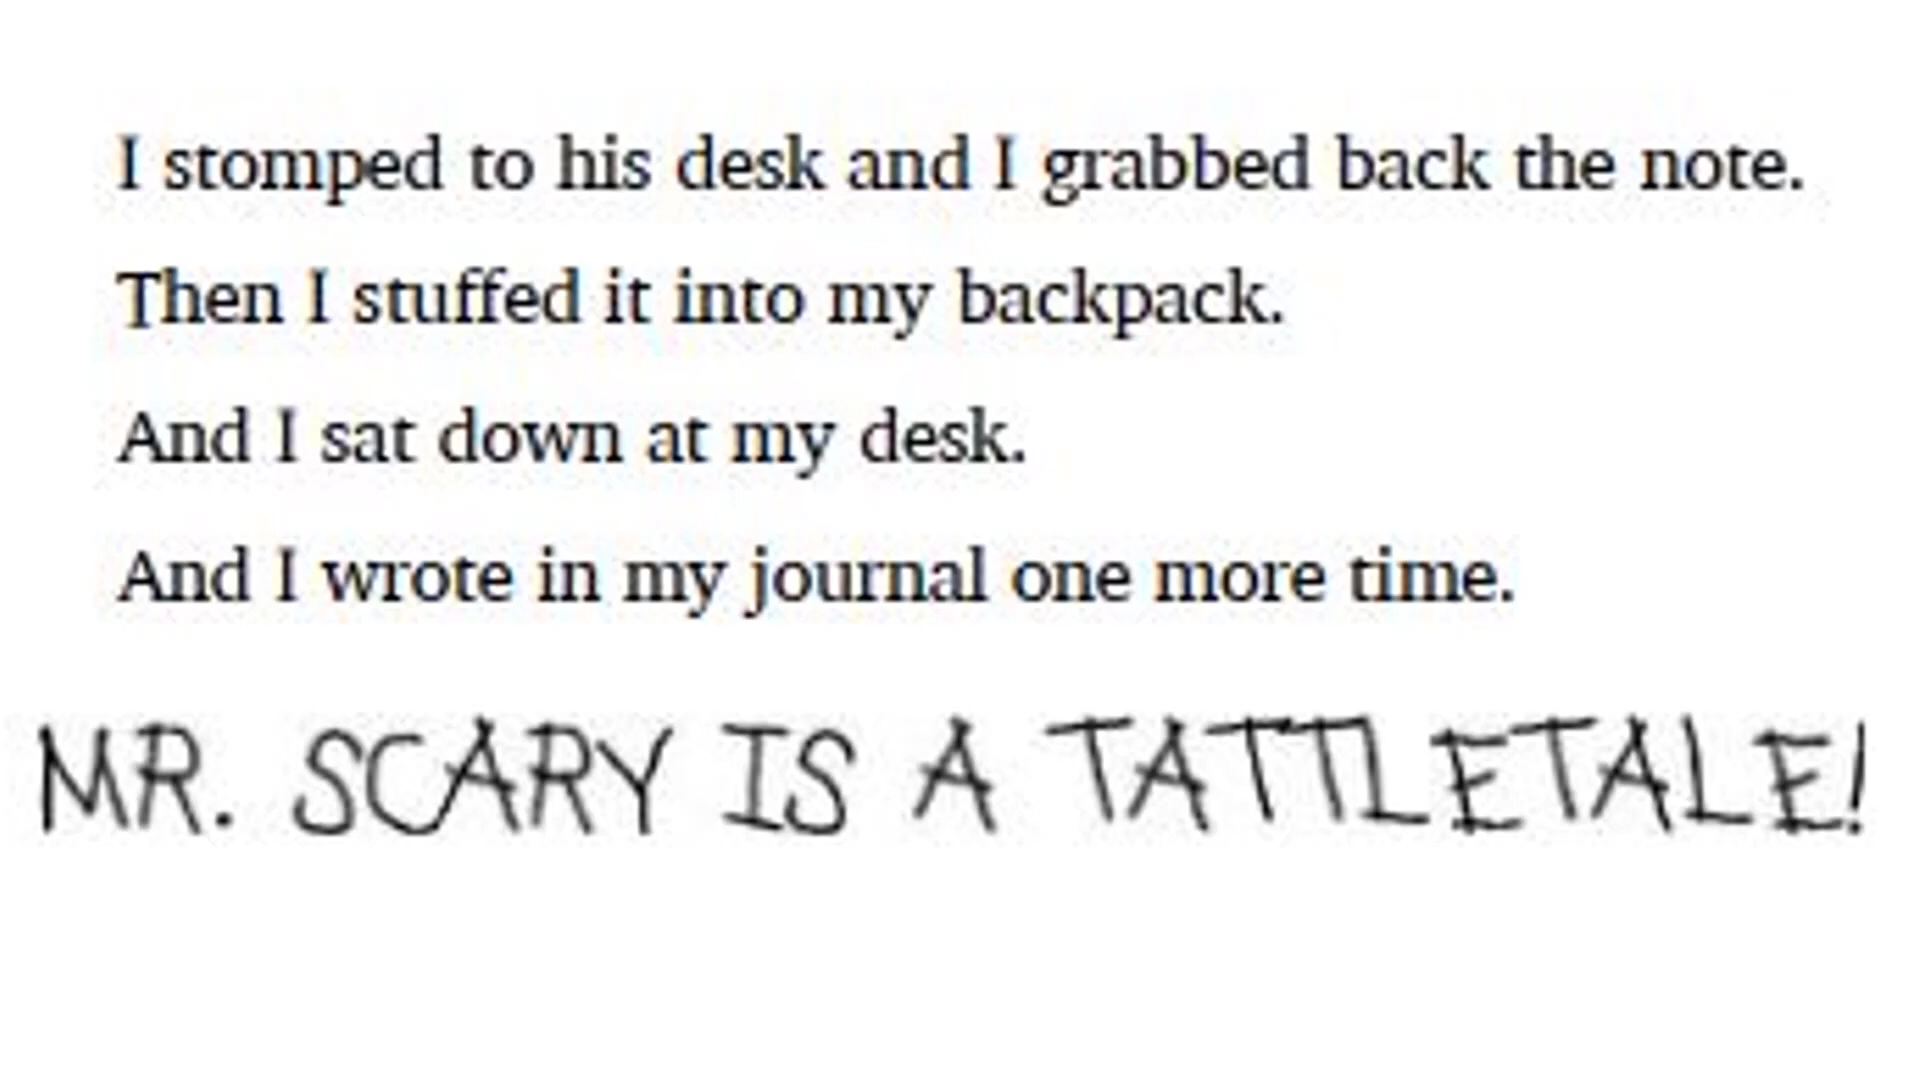 I stomped to his desk and I grabbed back the note.
Then I stuffed it into my backpack.
And I sat down at my desk.
And I wrote in my journal one more time.
MR. SCARY IS A TATTLETALE!